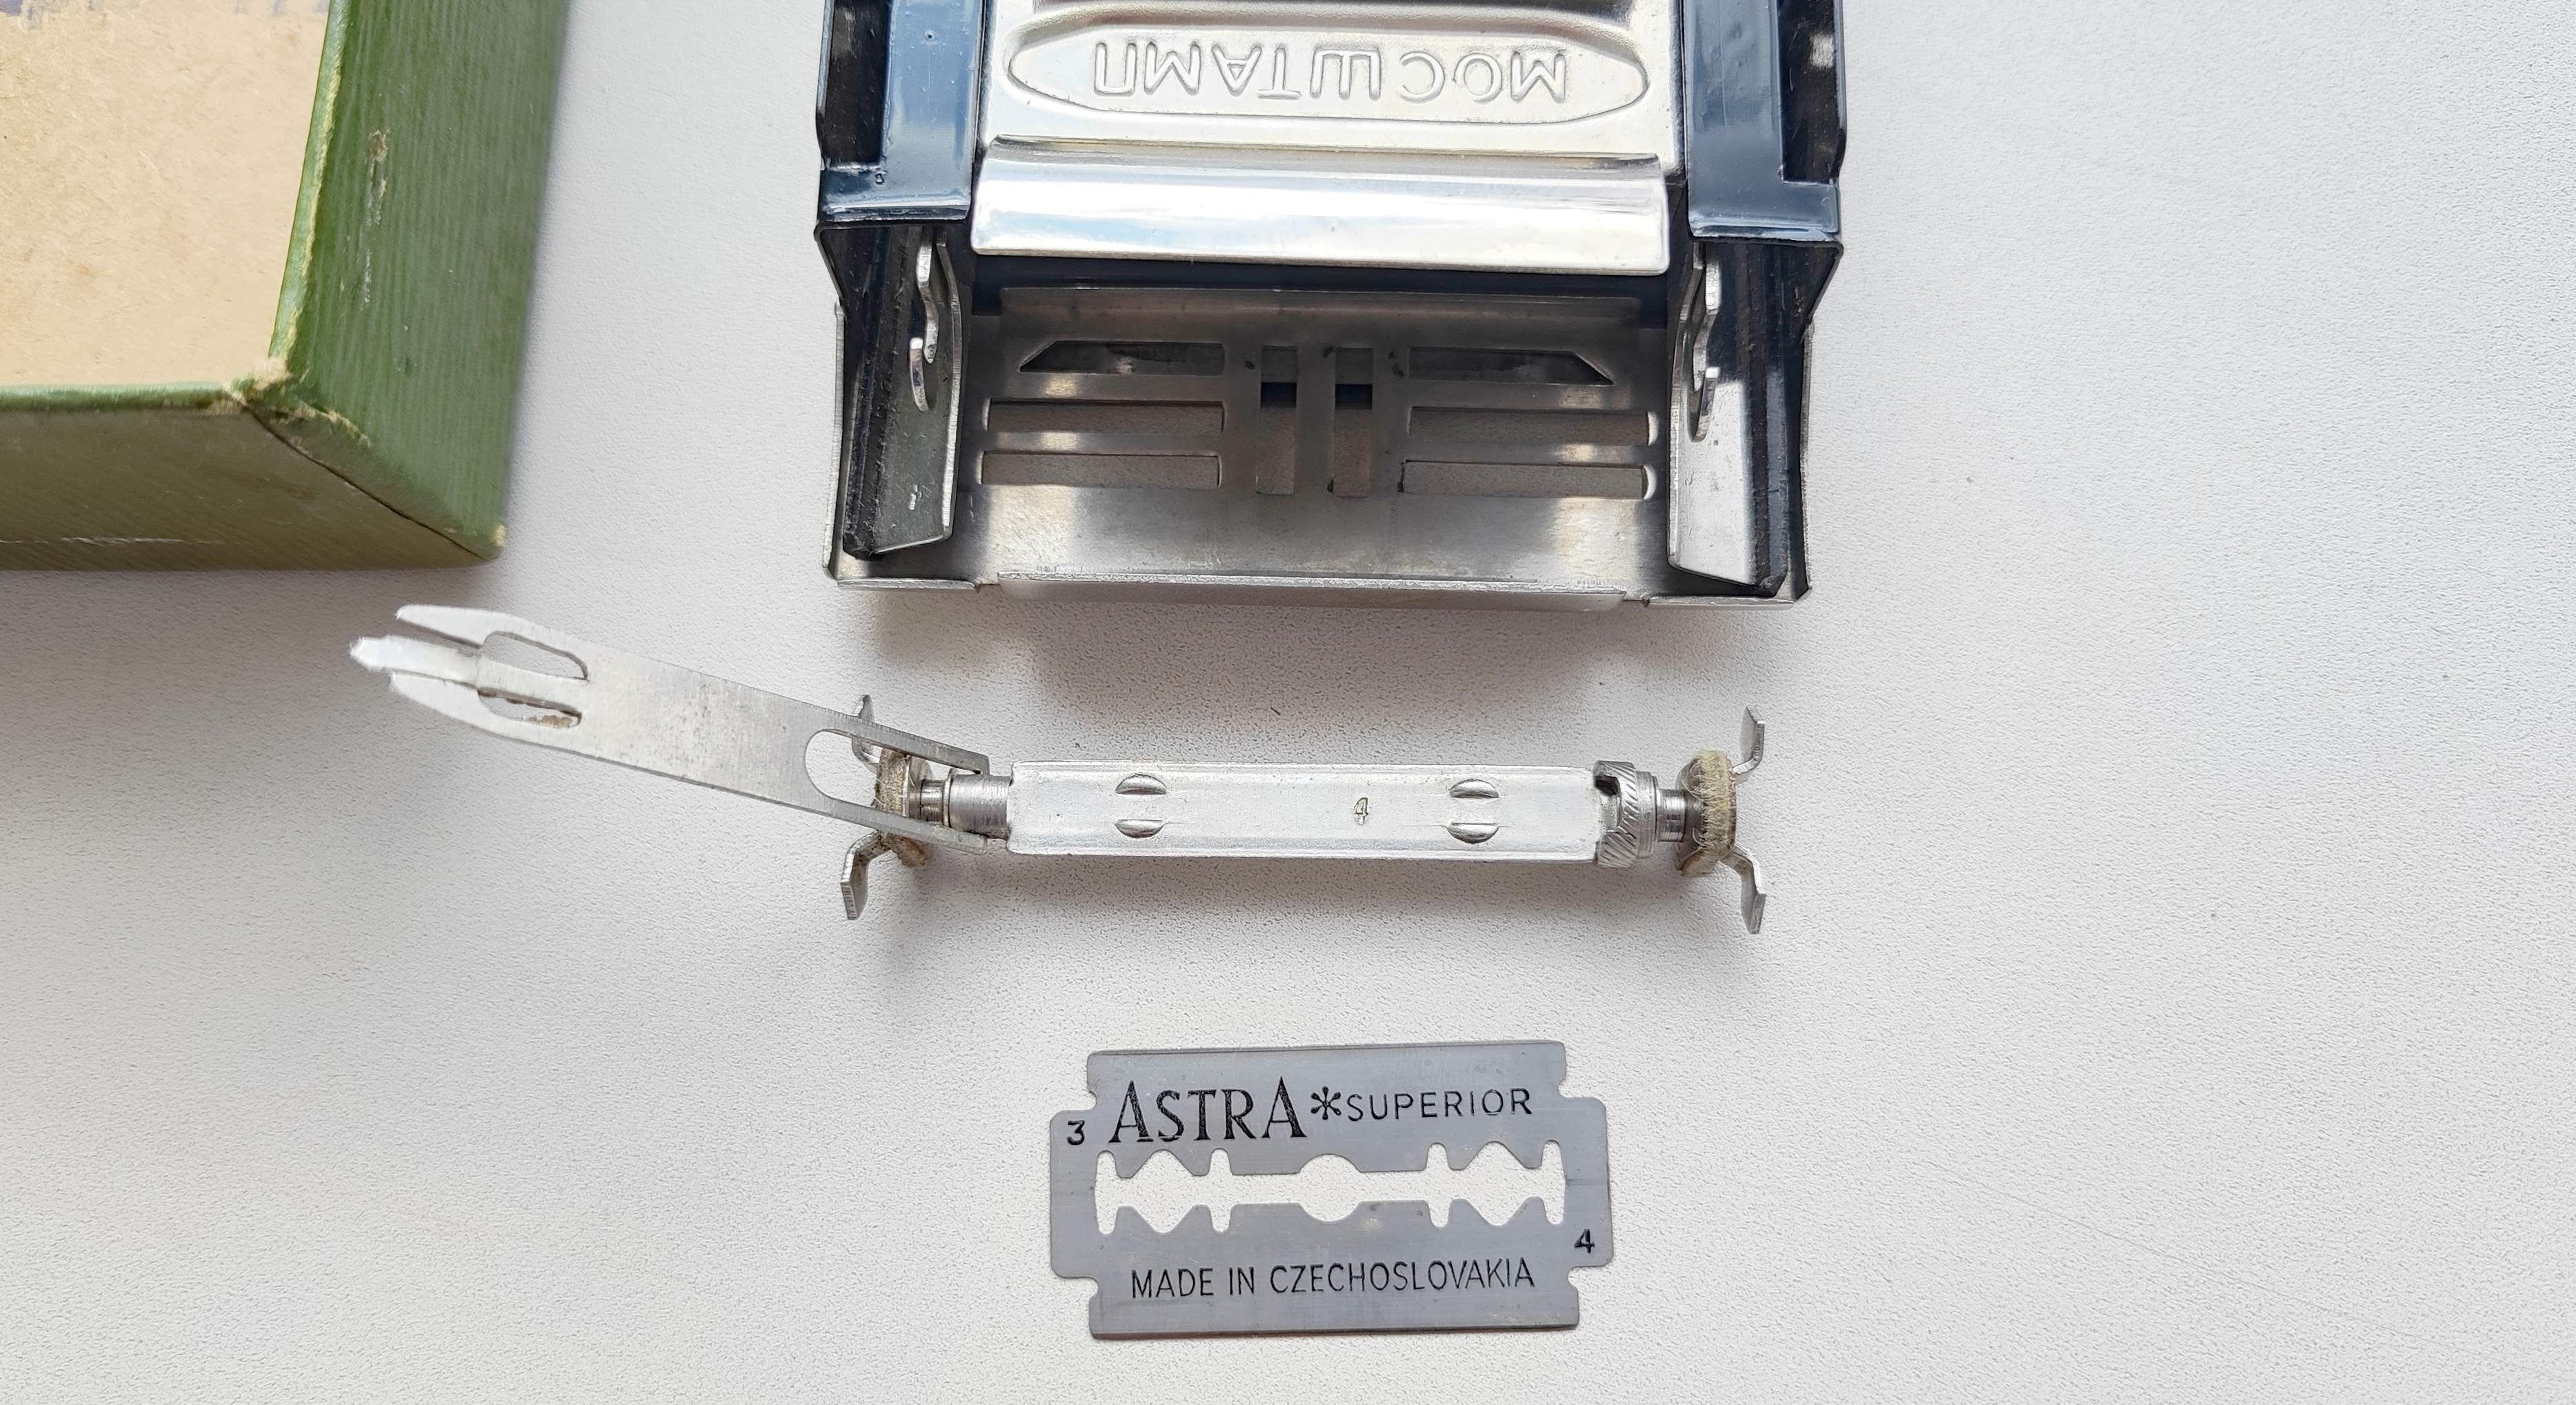 МОСШТАМП
4
ASTRA*SUPERIOR
3
4
MADE IN CZECHOSLOVAKIA